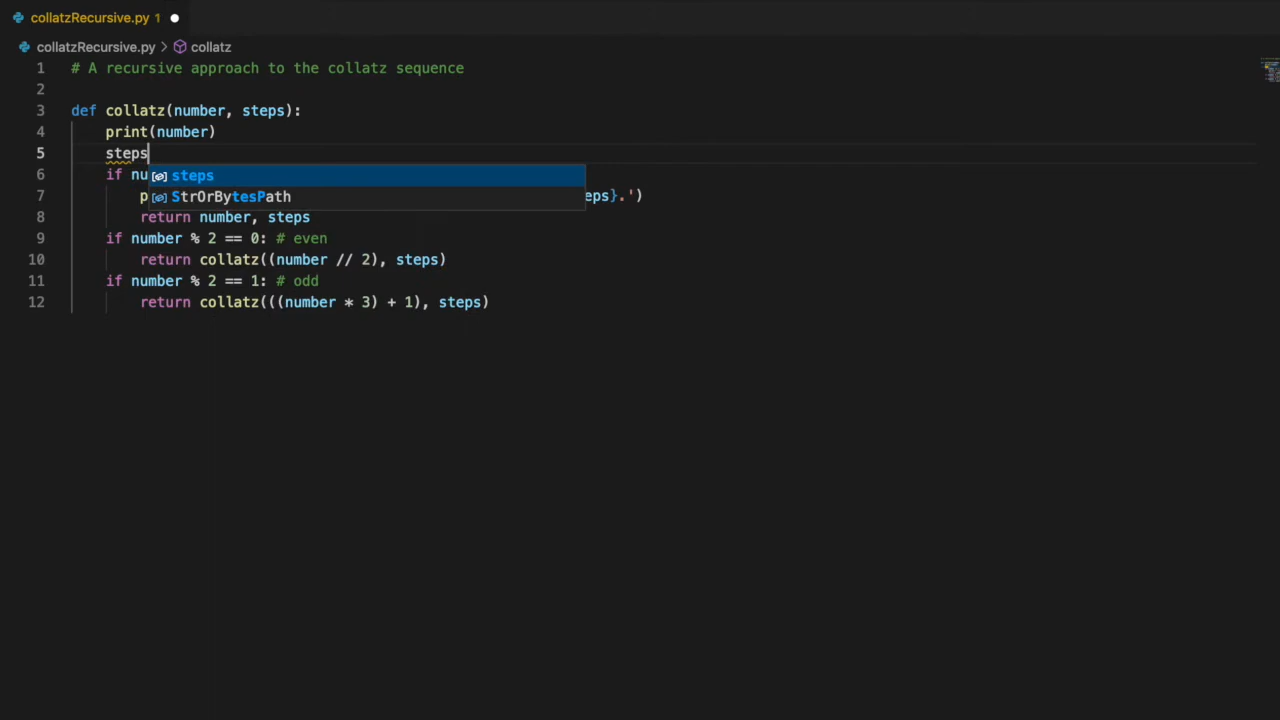 collatzRecursive.py 1
collatzRecursive.py > collatz
1 # A recursive approach to the collatz sequence
2
3 def collatz(number, steps):
4 print(number)
5 steps
steps
StrOrBytesPath
6 if nu
7 p eps}.')
8 return number, steps
9 if number % 2 == 0: # even
10 return collatz((number // 2), steps)
11 if number % 2 == 1: # odd
12 return collatz(((number * 3) + 1), steps)